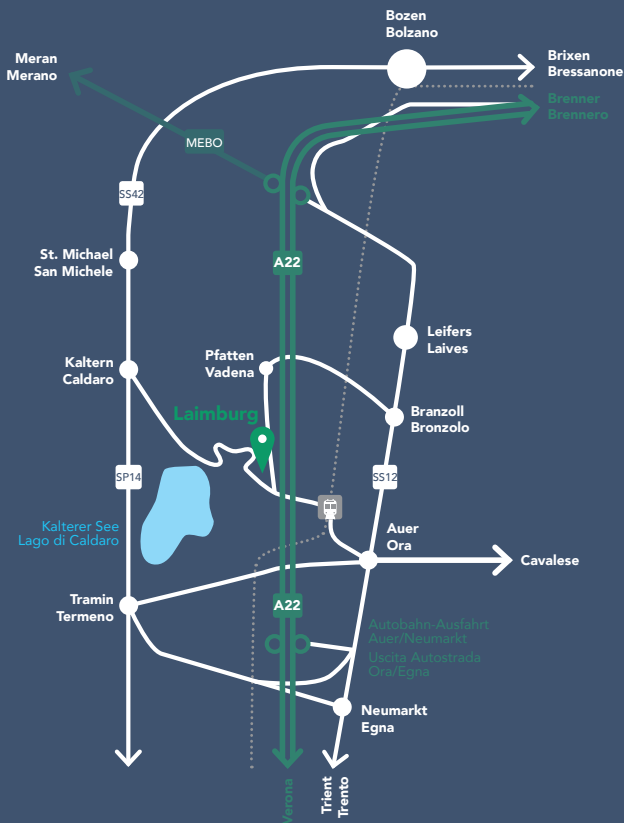 Bozen
Bolzano
Meran
Merano
Brixen
Bressanone
Brenner
Brennero
MEBO
SS42
St. Michael
San Michele
A22
Leifers
Laives
Pfatten
Vadena
Kaltern
Caldaro
Laimburg
Branzoll
Bronzolo
SP14
SS12
Kalterer See
Lago di Caldaro
Auer
Ora
Cavalese
Tramin
Termeno
A22
Autobahn-Ausfahrt
Auer/Neumarkt
Uscita Autostrada
Ora/Egna
Neumarkt
Egna
Verona
Trient
Trento